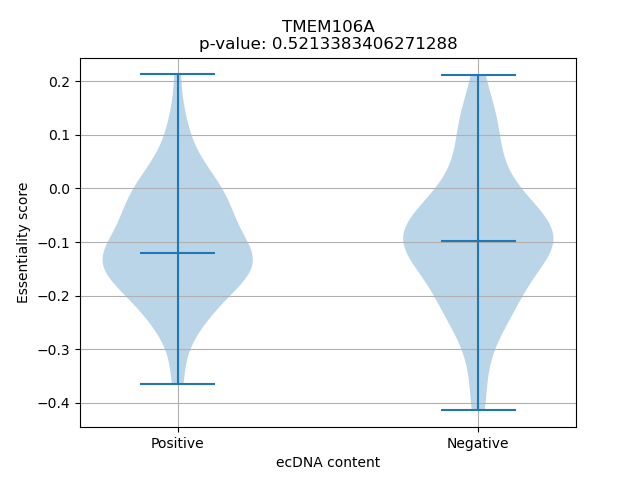 TMEM106A
p-value: 0.5213383406271288
0.2
0.1
0.0
−0.1
−0.2
−0.3
−0.4
Essentiality score
Positive
Negative
ecDNA content